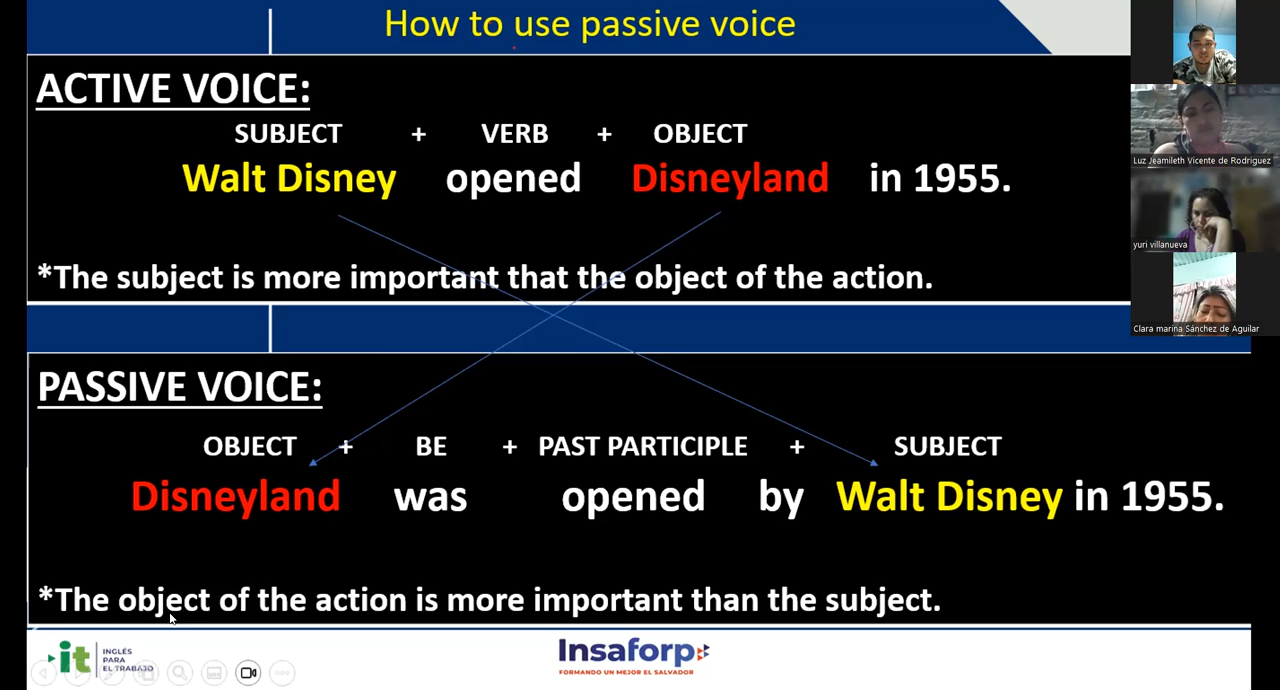 How to use passive voice
ACTIVE VOICE:
SUBJECT + VERB + OBJECT
Walt Disney opened Disneyland in 1955.
*The subject is more important that the object of the action.
PASSIVE VOICE:
OBJECT + BE + PAST PARTICIPLE + SUBJECT
Disneyland was opened by Walt Disney in 1955.
*The object of the action is more important than the subject.
it
INGLÉS
PARA
EL TRABAJO
Insaforp
FORMANDO UN MEJOR EL SALVADOR
Luz Jeamileth Vicente de Rodriguez
yuri villanueva
Clara marina Sánchez de Aguilar